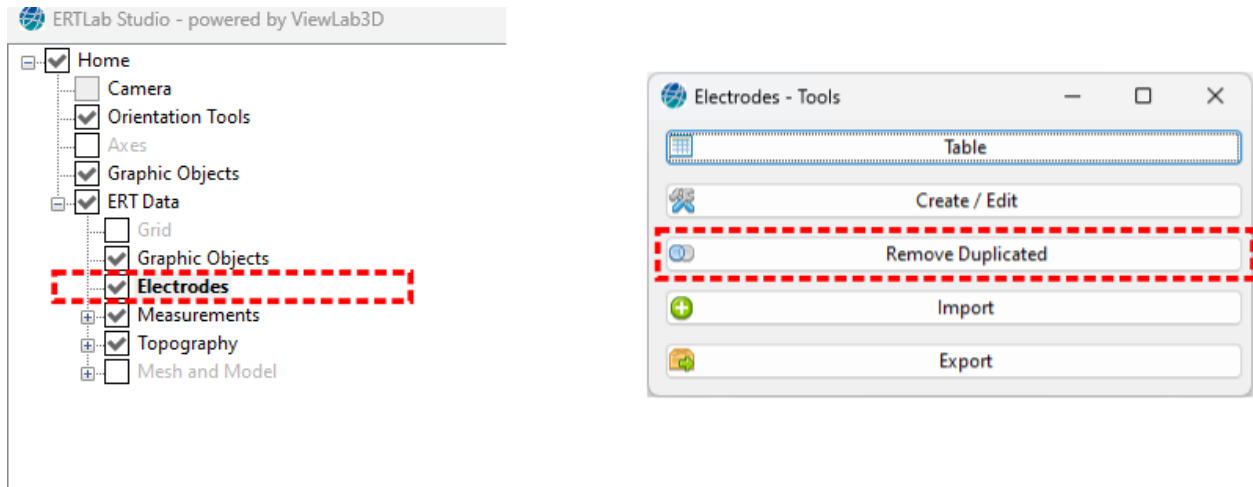 ERTLab Studio - powered by ViewLab3D
Home
Camera
Orientation Tools
Axes
Graphic Objects
ERT Data
Grid
Graphic Objects
Electrodes
Measurements
Topography
Mesh and Model
Electrodes - Tools
Table
Create / Edit
Remove Duplicated
Import
Export